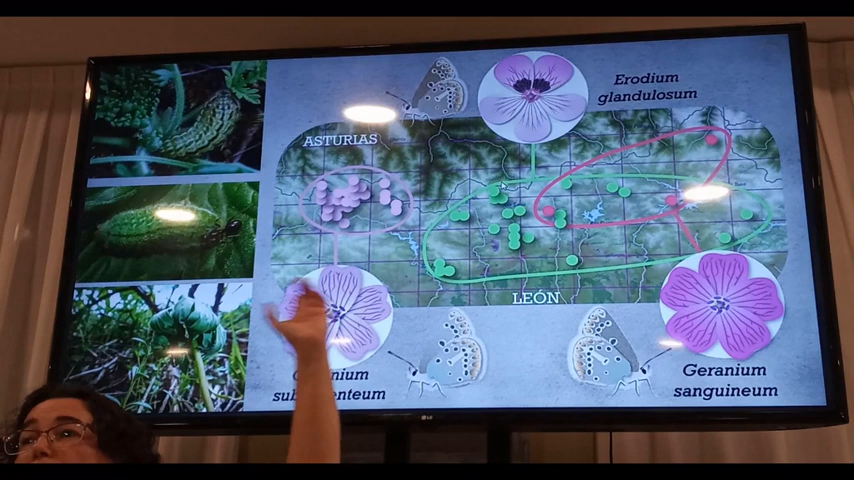 Erodium
glandulosum
ASTURIAS
LEÓN
Geranium
sanguineum
LG